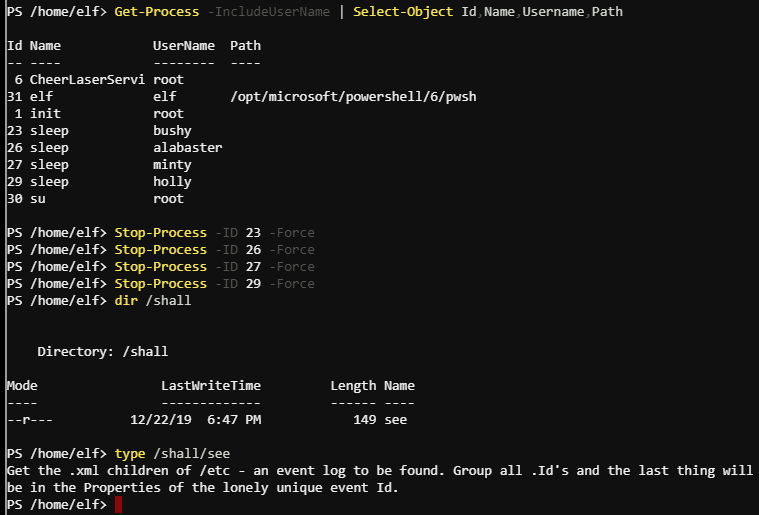 PS /home/elf> Get-Process -IncludeUserName | Select-Object Id,Name,Username,Path
Id Name UserName Path
-- ---- -------- ----
6 CheerLaserServi root
31 elf elf /opt/microsoft/powershell/6/pwsh
1 init root
23 sleep bushy
26 sleep alabaster
27 sleep minty
29 sleep holly
30 su root
PS /home/elf> Stop-Process -ID 23 -Force
PS /home/elf> Stop-Process -ID 26 -Force
PS /home/elf> Stop-Process -ID 27 -Force
PS /home/elf> Stop-Process -ID 29 -Force
PS /home/elf> dir /shall
Directory: /shall
Mode LastWriteTime Length Name
---- ------------- ------ ----
--r--- 12/22/19 6:47 PM 149 see
PS /home/elf> type /shall/see
Get the .xml children of /etc - an event log to be found. Group all .Id's and the last thing will
be in the Properties of the lonely unique event Id.
PS /home/elf>